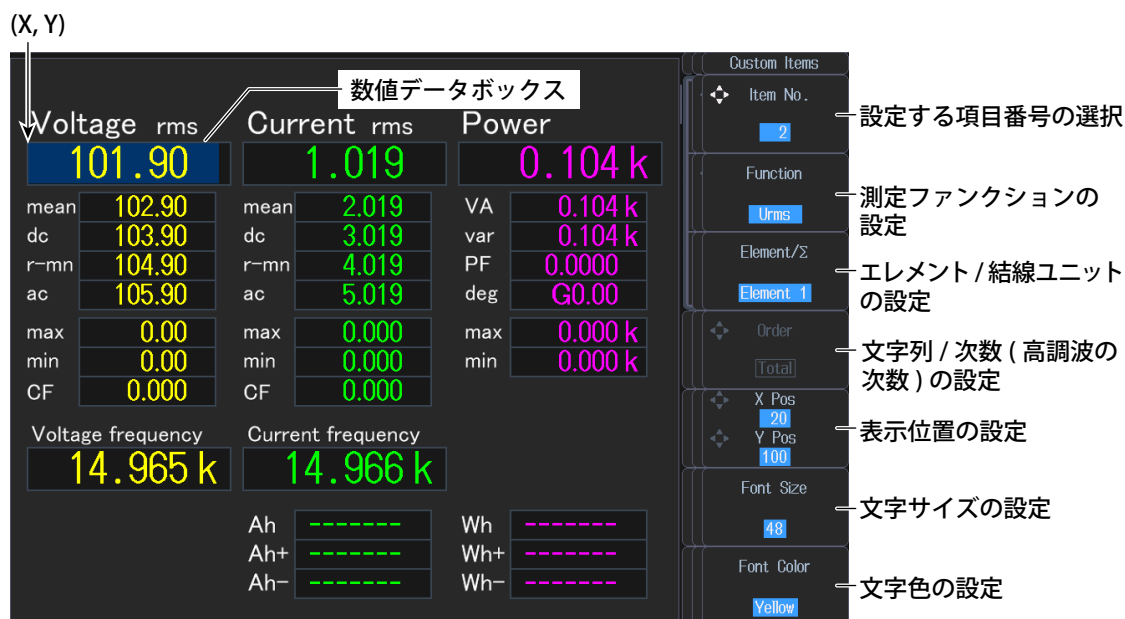 (X, Y)
数値データボックス
Voltage rms
Current rms
Power
101.90
1.019
0.104 k
mean 102.90
mean 2.019
VA 0.104 k
dc 103.90
dc 3.019
var 0.104 k
r-mn 104.90
r-mn 4.019
PF 0.0000
ac 105.90
ac 5.019
deg G0.00
max 0.00
max 0.000
max 0.000 k
min 0.00
min 0.000
min 0.000 k
CF 0.000
CF 0.000
Voltage frequency
Current frequency
14.965 k
14.966 k
Ah -------
Wh -------
Ah+ -------
Wh+ -------
Ah- -------
Wh- -------
Custom Items
Item No.
2
設定する項目番号の選択
Function
Urms
測定ファンクションの
設定
Element/Σ
Element 1
エレメント / 結線ユニット
の設定
Order
Total
文字列 / 次数 ( 高調波の
次数 ) の設定
X Pos
20
Y Pos
100
表示位置の設定
Font Size
48
文字サイズの設定
Font Color
Yellow
文字色の設定